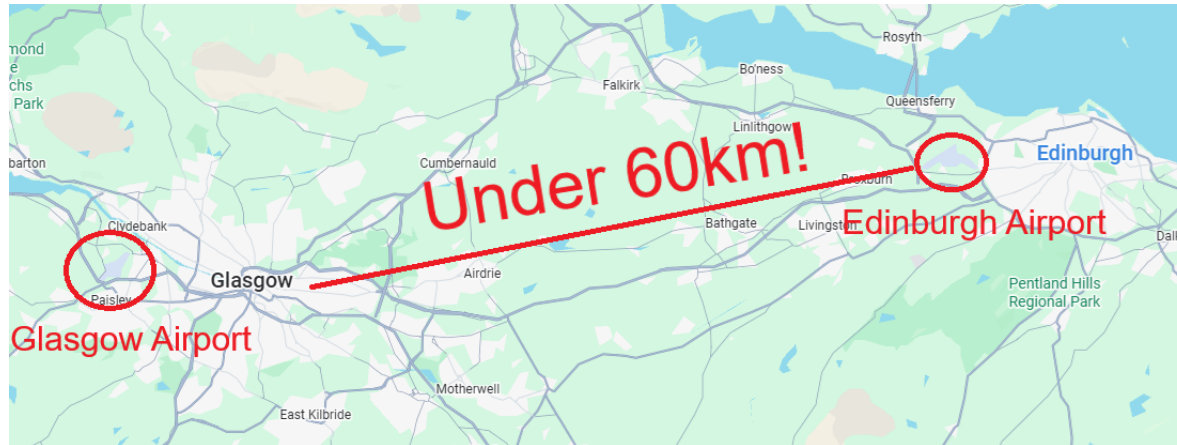 Rosyth
mond
e
chs
Park
Bo'ness
Falkirk
Queensferry
Linlithgow
Under 60km!
Edinburgh
barton
Cumbernauld
Broxburn
Clydebank
Bathgate
Livingston
Edinburgh Airport
Dalk
Glasgow
Airdrie
Paisley
Pentland Hills
Regional Park
Glasgow Airport
Motherwell
East Kilbride